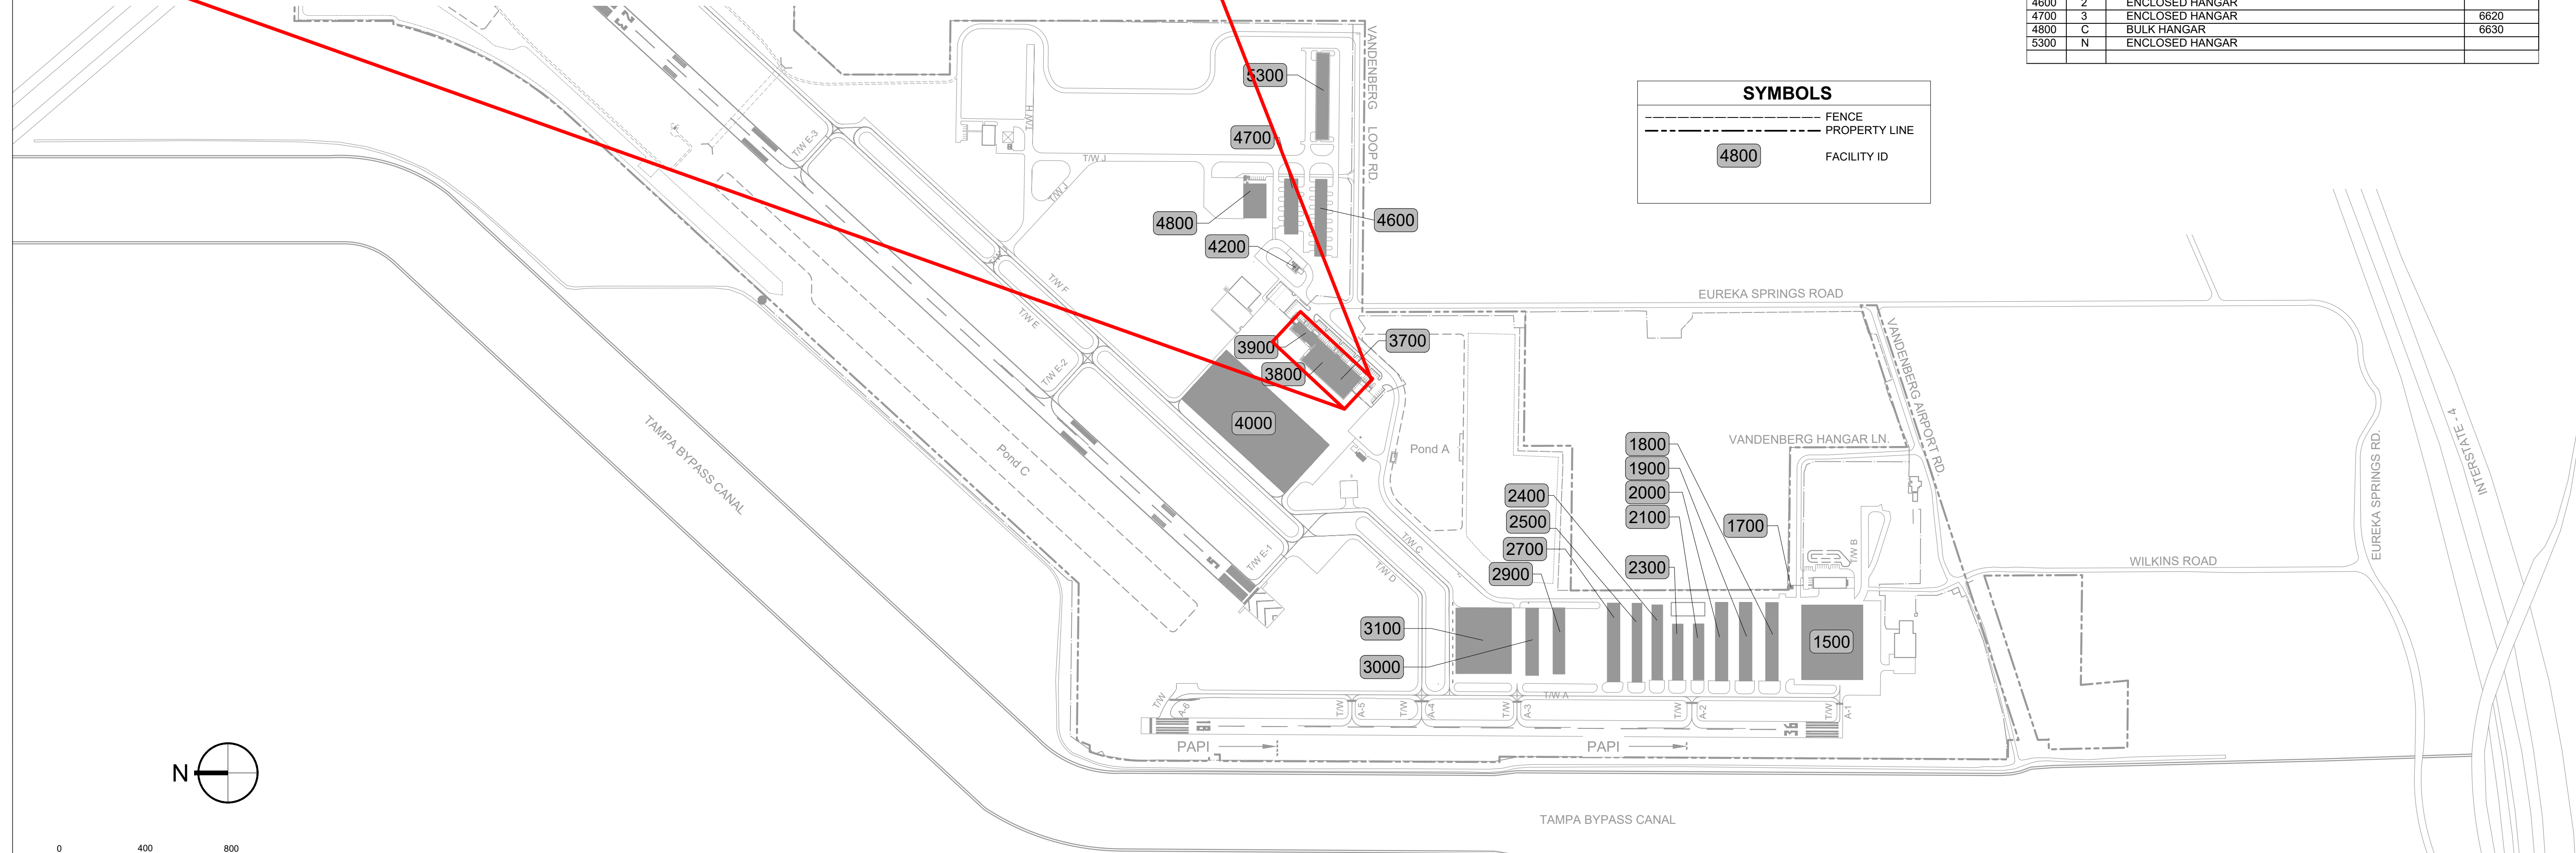 4600 2 ENCLOSED HANGAR
4700 3 ENCLOSED HANGAR 6620
4800 C BULK HANGAR 6630
5300 N ENCLOSED HANGAR
SYMBOLS
FENCE
PROPERTY LINE
4800 FACILITY ID
23
VANDENBERG LOOP RD.
5300
4700
T/W H
T/W E-3
T/W J
T/W J
4800
4600
4200
T/W F
T/W E
EUREKA SPRINGS ROAD
3900
3700
3800
T/W E-2
4000
VANDENBERG AIRPORT RD.
VANDENBERG HANGAR LN.
INTERSTATE - 4
EUREKA SPRINGS RD.
TAMPA BYPASS CANAL
Pond C
Pond A
1800
1900
2000
2100
2400
2500
2700
2900
2300
1700
T/W C
T/W D
T/W E-1
5
T/W B
WILKINS ROAD
3100
3000
1500
T/W A
T/W A-6
T/W A-5
T/W A-4
T/W A-3
T/W A-2
T/W A-1
18
36
PAPI
PAPI
N
TAMPA BYPASS CANAL
0 400 800